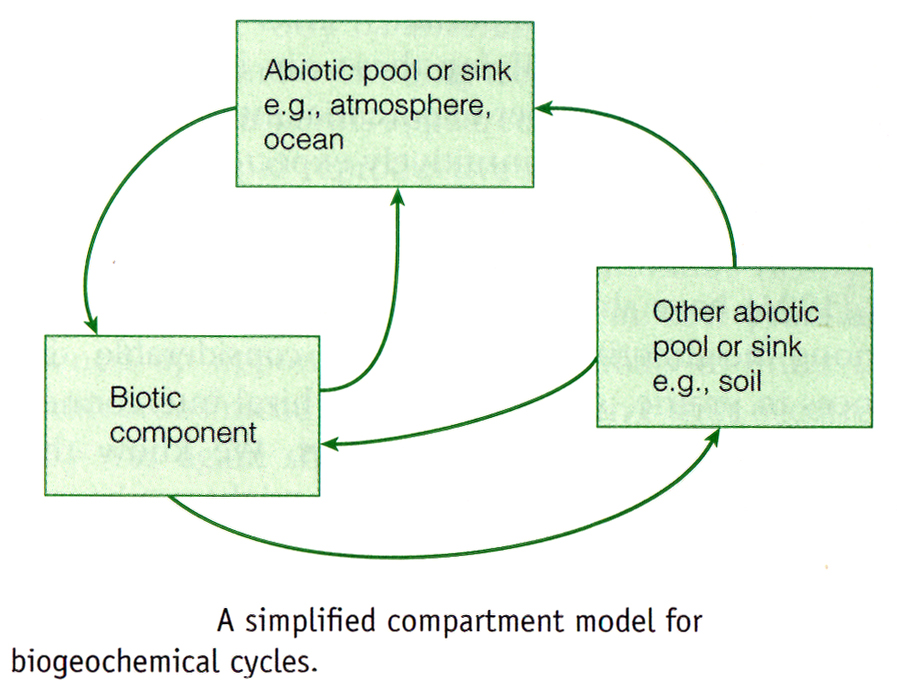 Abiotic pool or sink
e.g., atmosphere,
ocean
Other abiotic
pool or sink
e.g., soil
Biotic
component
A simplified compartment model for
biogeochemical cycles.